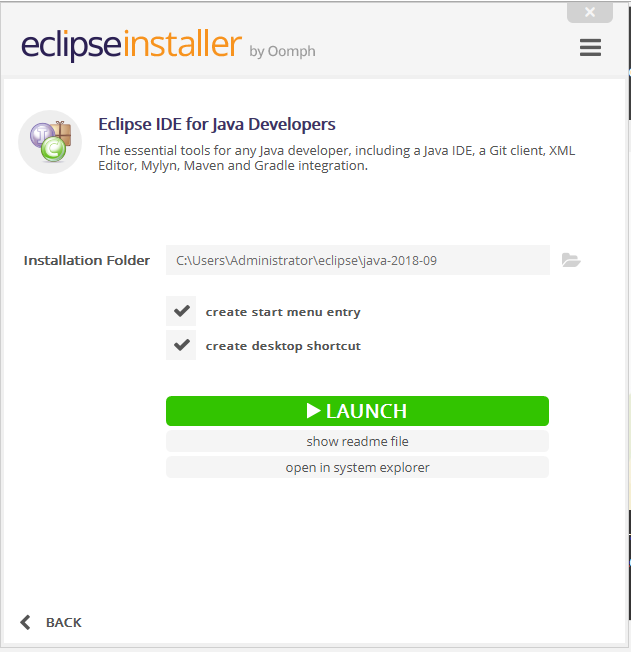 eclipse installer by Oomph
Eclipse IDE for Java Developers
The essential tools for any Java developer, including a Java IDE, a Git client, XML
Editor, Mylyn, Maven and Gradle integration.
Installation Folder C:\Users\Administrator\eclipse\java-2018-09
create start menu entry
create desktop shortcut
LAUNCH
show readme file
open in system explorer
BACK